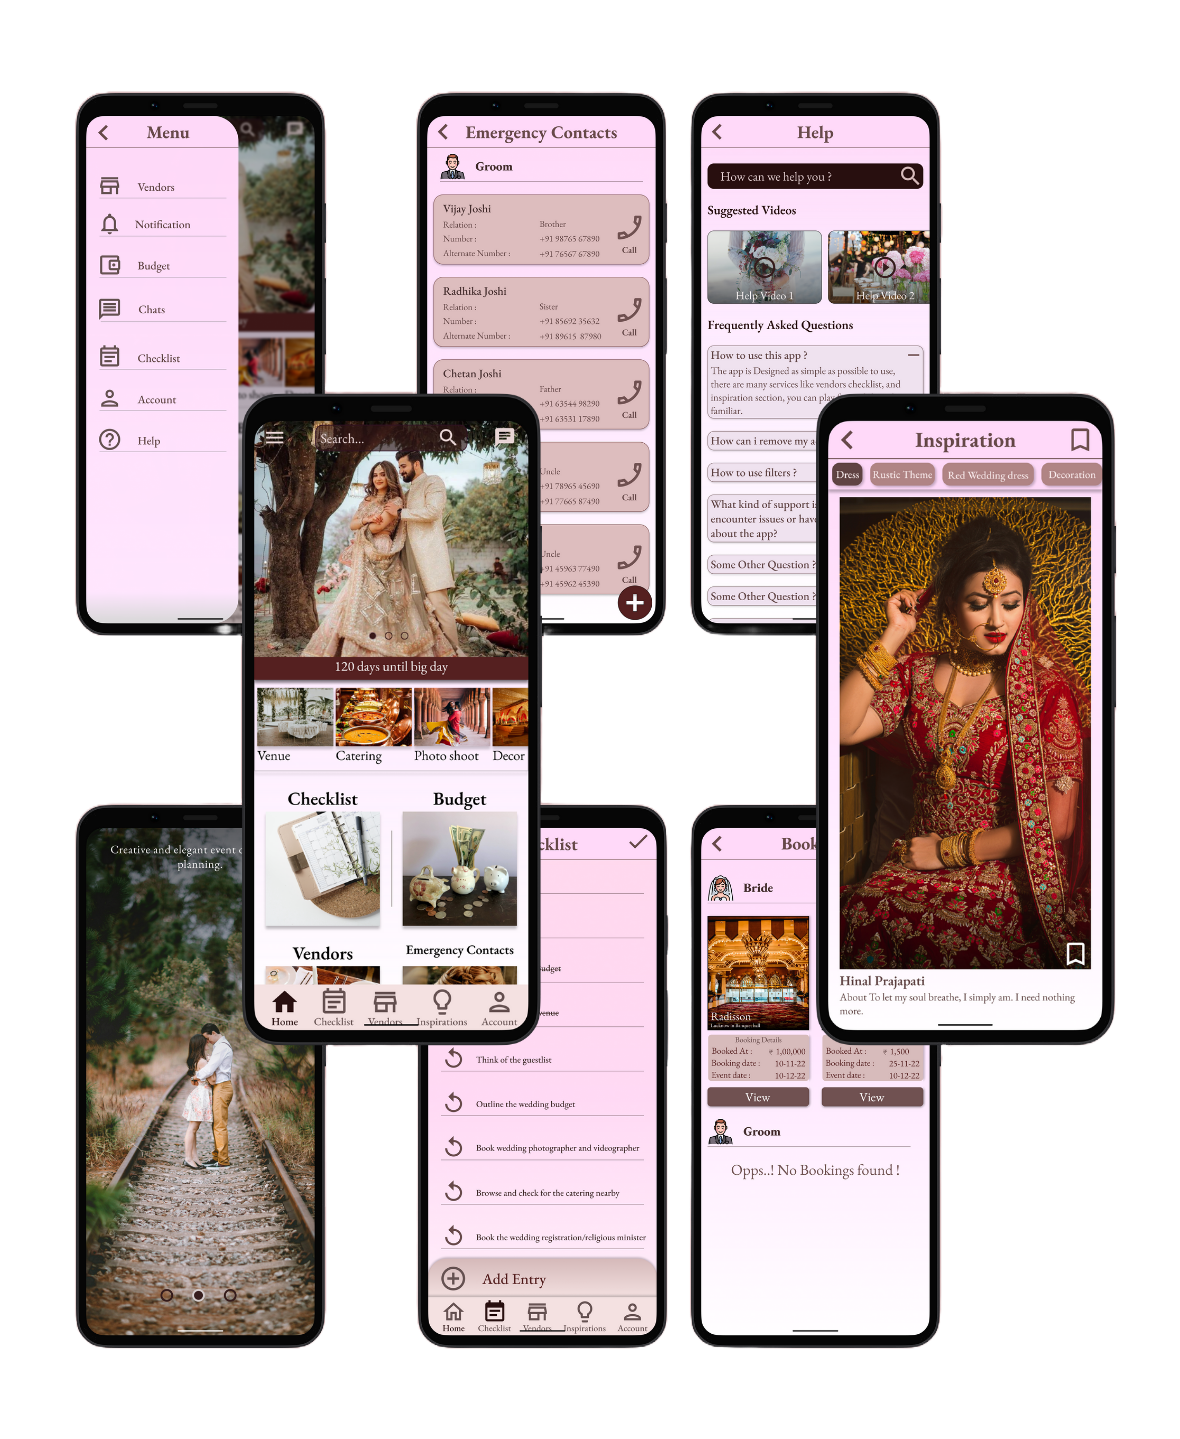 Menu
Vendors
Notification
Budget
Chats
Checklist
Account
Help
Emergency Contacts
Groom
Vijay Joshi
Relation : Brother
Number : +91 98765 67890
Alternate Number : +91 76567 67890
Call
Radhika Joshi
Relation : Sister
Number : +91 85692 35632
Alternate Number : +91 89615 87980
Call
Chetan Joshi
Relation : Father
+91 63544 98290
+91 63531 17890
Call
Uncle
+91 78965 45690
+91 77665 87490
Call
Uncle
+91 45963 77490
+91 45962 45390
Call
Help
How can we help you ?
Suggested Videos
Help Video 1
Help Video 2
Frequently Asked Questions
How to use this app ?
The app is Designed as simple as possible to use,
there are many services like vendors checklist, and
inspiration section, you can play
familiar.
How can i remove my
How to use filters ?
What kind of support
encounter issues or have
about the app?
Some Other Question ?
Some Other Question ?
Search...
120 days until big day
Venue
Catering
Photo shoot
Decor
Checklist
Budget
Vendors
Emergency Contacts
Home
Checklist
Vendors
Inspirations
Account
Inspiration
Dress
Rustic Theme
Red Wedding dress
Decoration
Hinal Prajapati
About To let my soul breathe, I simply am. I need nothing
more.
Creative and elegant event
planning.
cklist
udget
venue
Think of the guestlist
Outline the wedding budget
Book wedding photographer and videographer
Browse and check for the catering nearby
Book the wedding registration/religious minister
Add Entry
Home
Checklist
Vendors
Inspirations
Account
Book
Bride
Radisson
Booking Details
Booked At : ₹ 1,00,000
Booking date : 10-11-22
Event date : 10-12-22
View
Booked At : ₹ 1,500
Booking date : 25-11-22
Event date : 10-12-22
View
Groom
Opps..! No Bookings found !